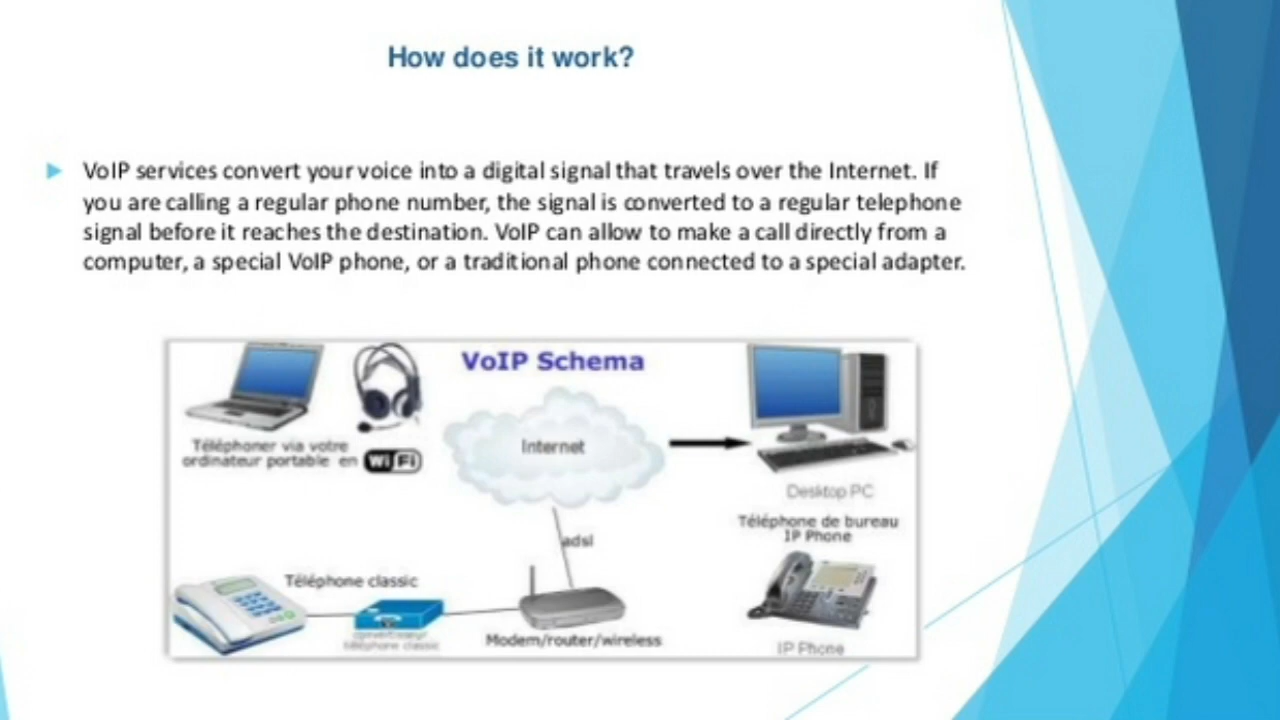 How does it work?
VoIP services convert your voice into a digital signal that travels over the Internet. If
you are calling a regular phone number, the signal is converted to a regular telephone
signal before it reaches the destination. VoIP can allow to make a call directly from a
computer, a special VoIP phone, or a traditional phone connected to a special adapter.
VoIP Schema
Téléphoner via votre
ordinateur portable en WiFi
Internet
Desktop PC
Téléphone de bureau
IP Phone
adsl
Téléphone classic
convertisseur
téléphone classic
Modem/router/wireless
IP Phone